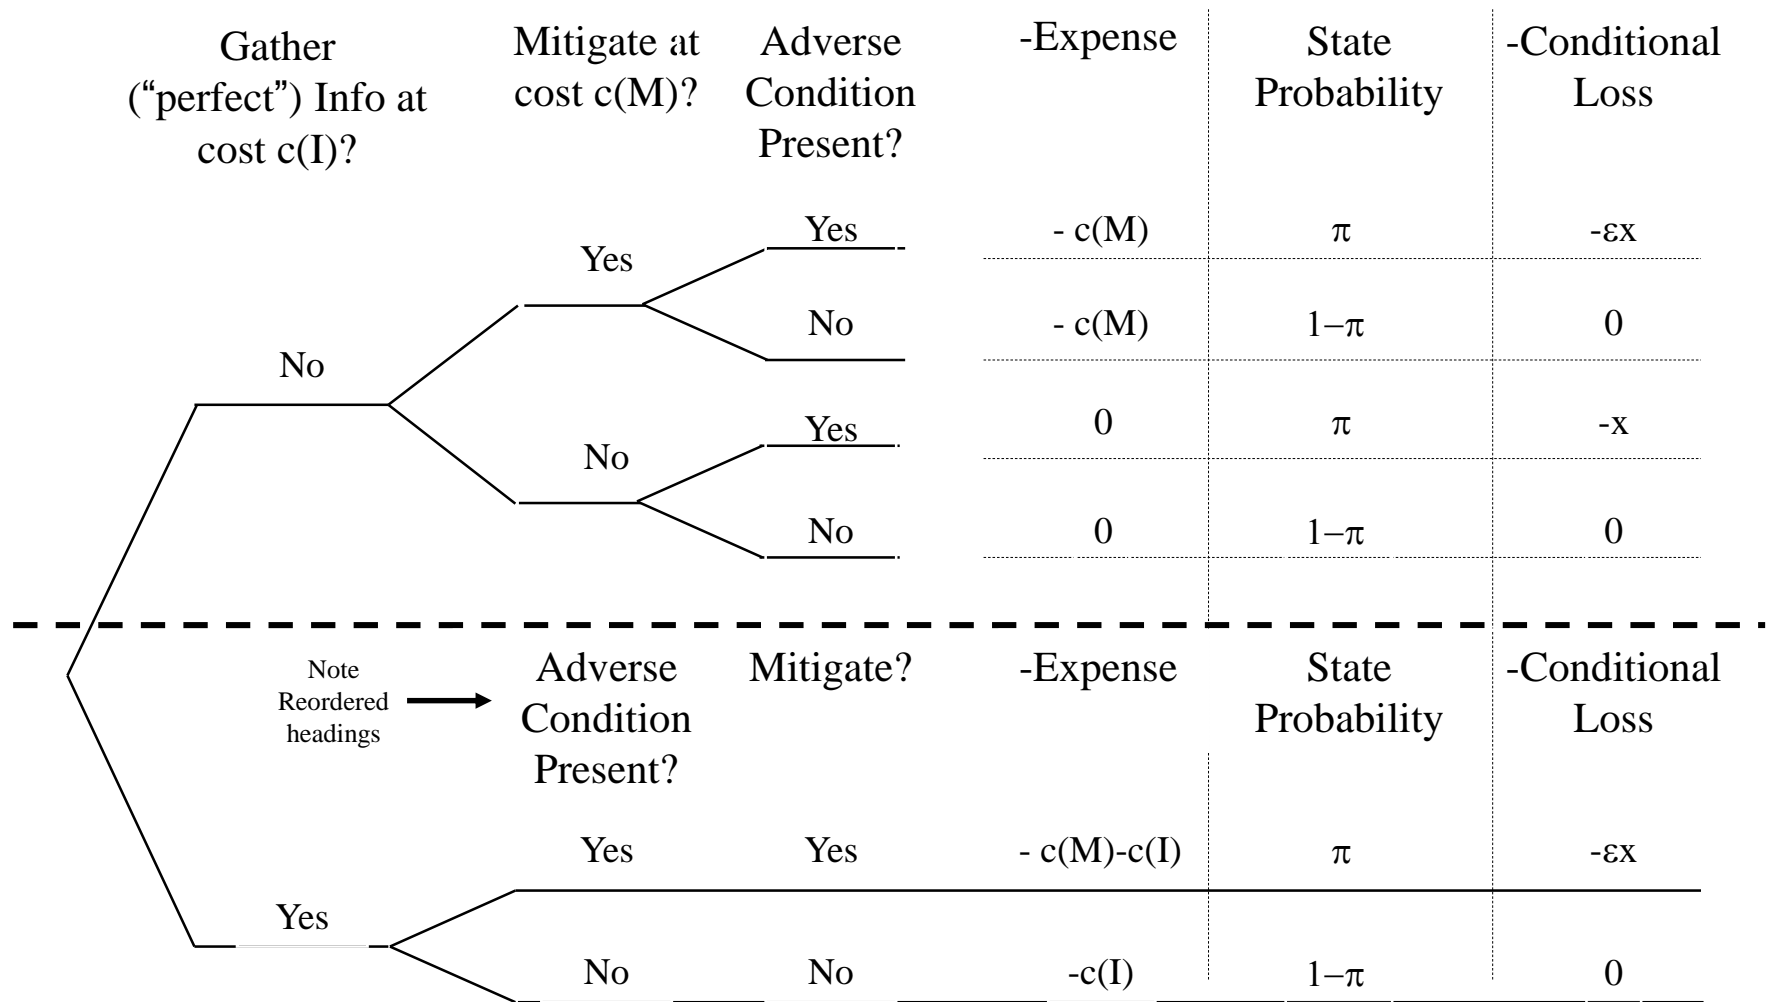 Gather
(“perfect”) Info at
cost c(I)?
Mitigate at
cost c(M)?
Adverse
Condition
Present?
-Expense
State
Probability
-Conditional
Loss
Yes
Yes
- c(M)
π
-εx
No
- c(M)
1−π
0
No
No
Yes
0
π
-x
No
0
1−π
0
Note
Reordered
headings
Adverse
Condition
Present?
Mitigate?
-Expense
State
Probability
-Conditional
Loss
Yes
Yes
Yes
- c(M)-c(I)
π
-εx
No
No
-c(I)
1−π
0